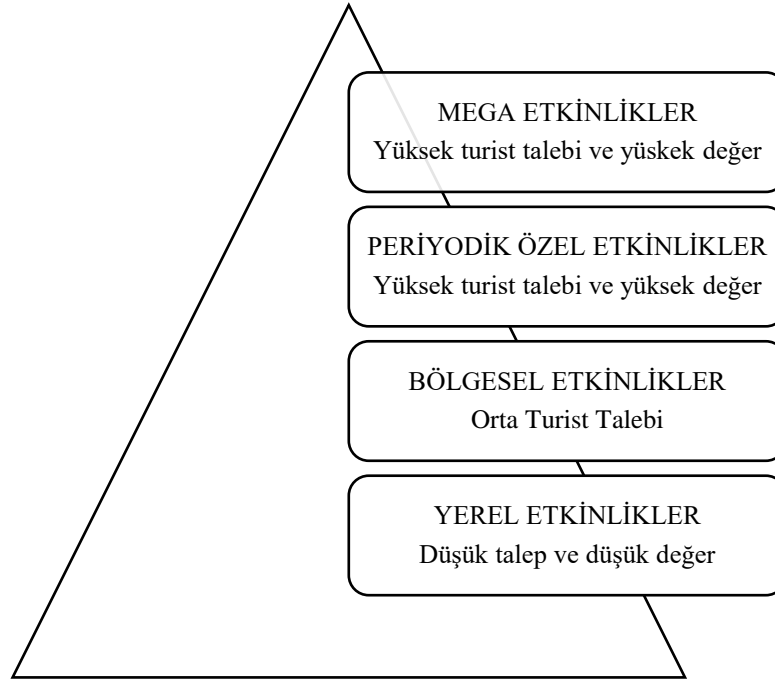 MEGA ETKİNLİKLER
Yüksek turist talebi ve yüskek değer
PERİYODİK ÖZEL ETKİNLİKLER
Yüksek turist talebi ve yüksek değer
BÖLGESEL ETKİNLİKLER
Orta Turist Talebi
YEREL ETKİNLİKLER
Düşük talep ve düşük değer